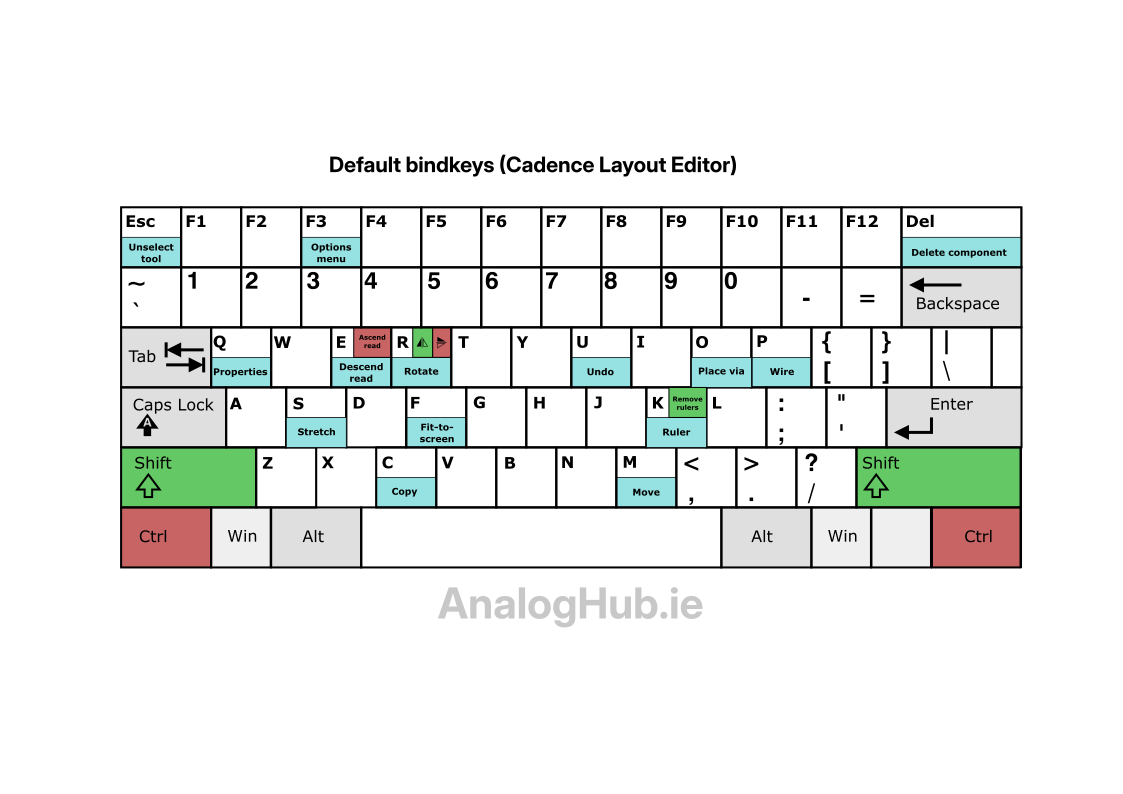 Default bindkeys (Cadence Layout Editor)
Esc F1 F2 F3 F4 F5 F6 F7 F8 F9 F10 F11 F12 Del
Unselect
tool
Options
menu
Delete component
~ 1 2 3 4 5 6 7 8 9 0
` - =
Backspace
Tab
Q W E R T Y U I O P { } |
[ ] \
Ascend
read
Properties
Descend
read
Rotate
Undo
Place via
Wire
Caps Lock
A
A S D F G H J K L : "
; '
Enter
Remove
rulers
Stretch
Fit-to-
screen
Ruler
Shift Z X C V B N M < > ? Shift
, . /
Copy
Move
Ctrl Win Alt Alt Win Ctrl
AnalogHub.ie